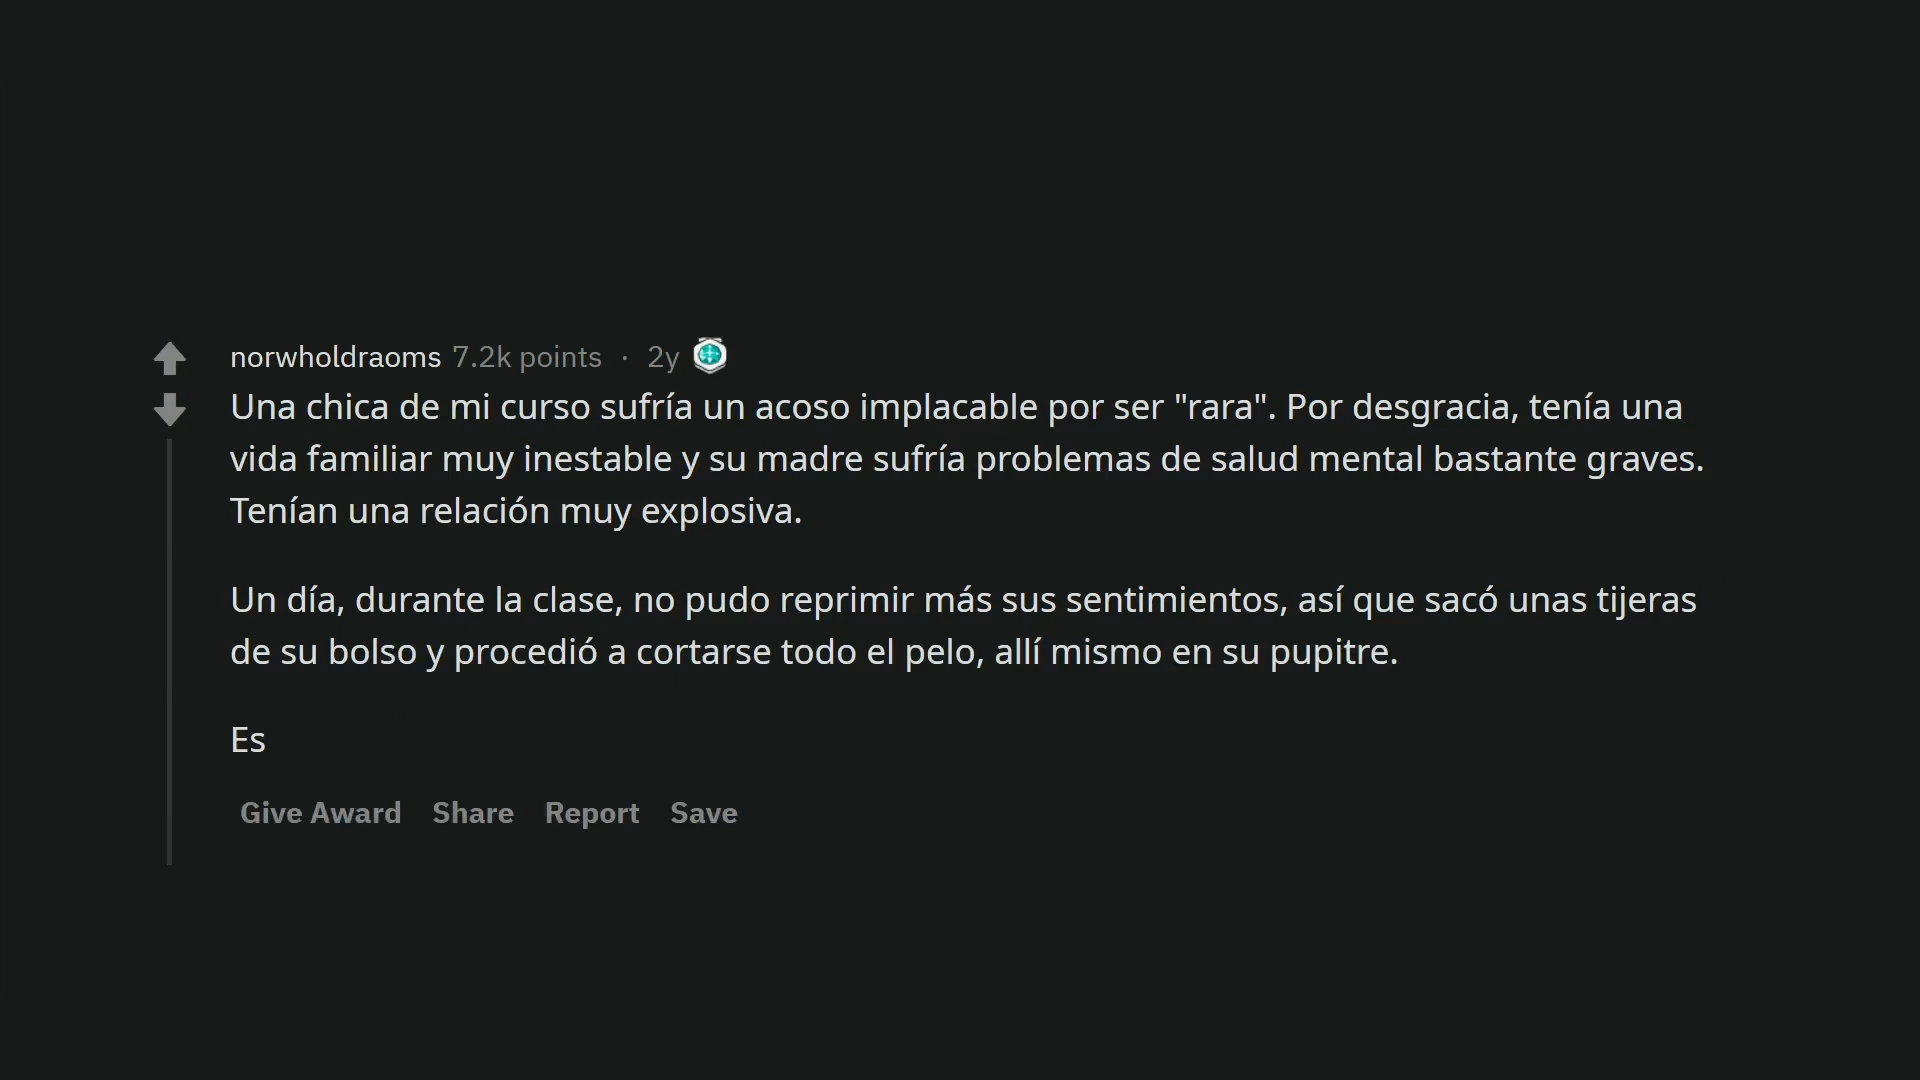 norwholdraoms 7.2k points · 2y
Una chica de mi curso sufría un acoso implacable por ser "rara". Por desgracia, tenía una
vida familiar muy inestable y su madre sufría problemas de salud mental bastante graves.
Tenían una relación muy explosiva.
Un día, durante la clase, no pudo reprimir más sus sentimientos, así que sacó unas tijeras
de su bolso y procedió a cortarse todo el pelo, allí mismo en su pupitre.
Es
Give Award Share Report Save